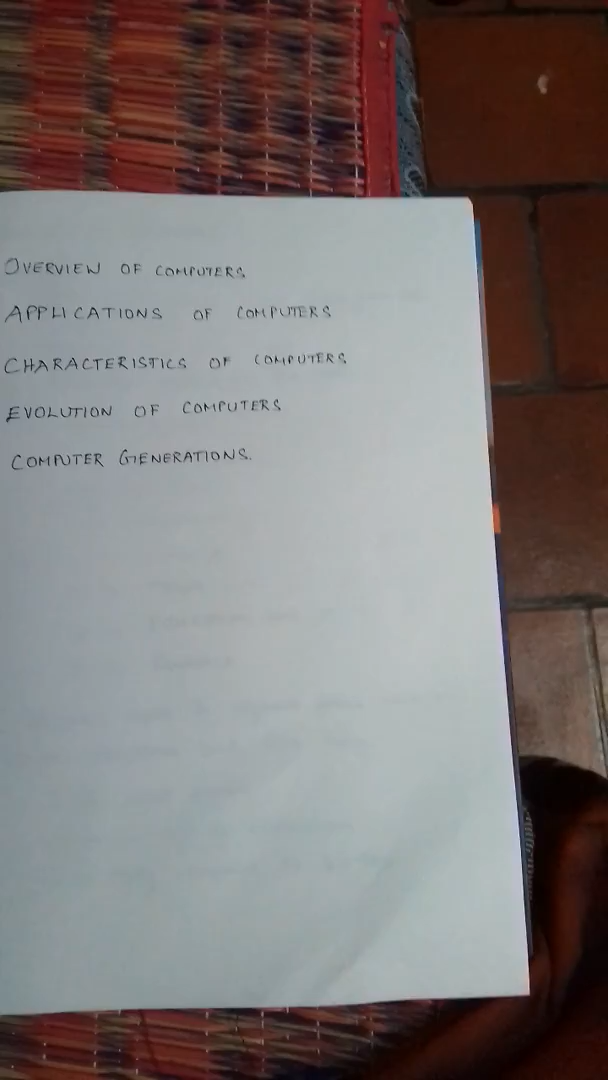 OVERVIEW OF COMPUTERS
APPLICATIONS OF COMPUTERS
CHARACTERISTICS OF COMPUTERS
EVOLUTION OF COMPUTERS
COMPUTER GENERATIONS.